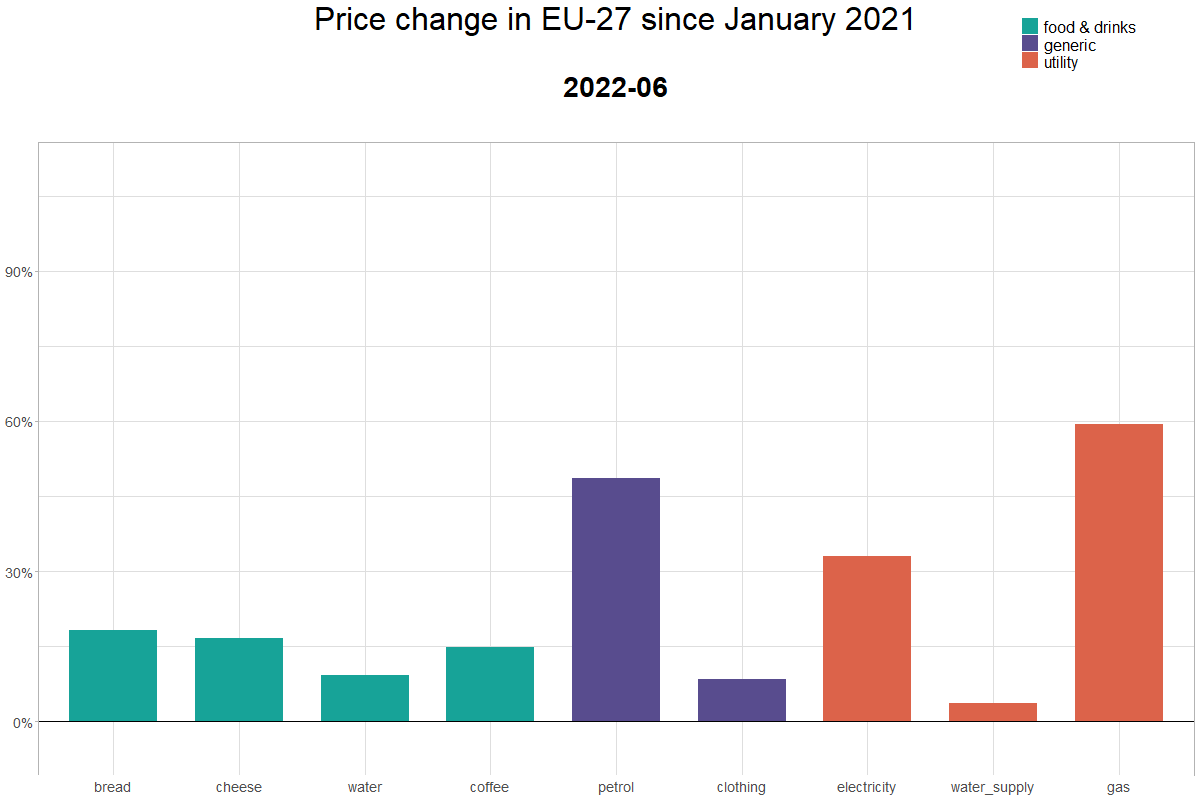 Price change in EU-27 since January 2021
food & drinks
generic
utility
2022-06
90%
60%
30%
0%
bread cheese water coffee petrol clothing electricity water_supply gas